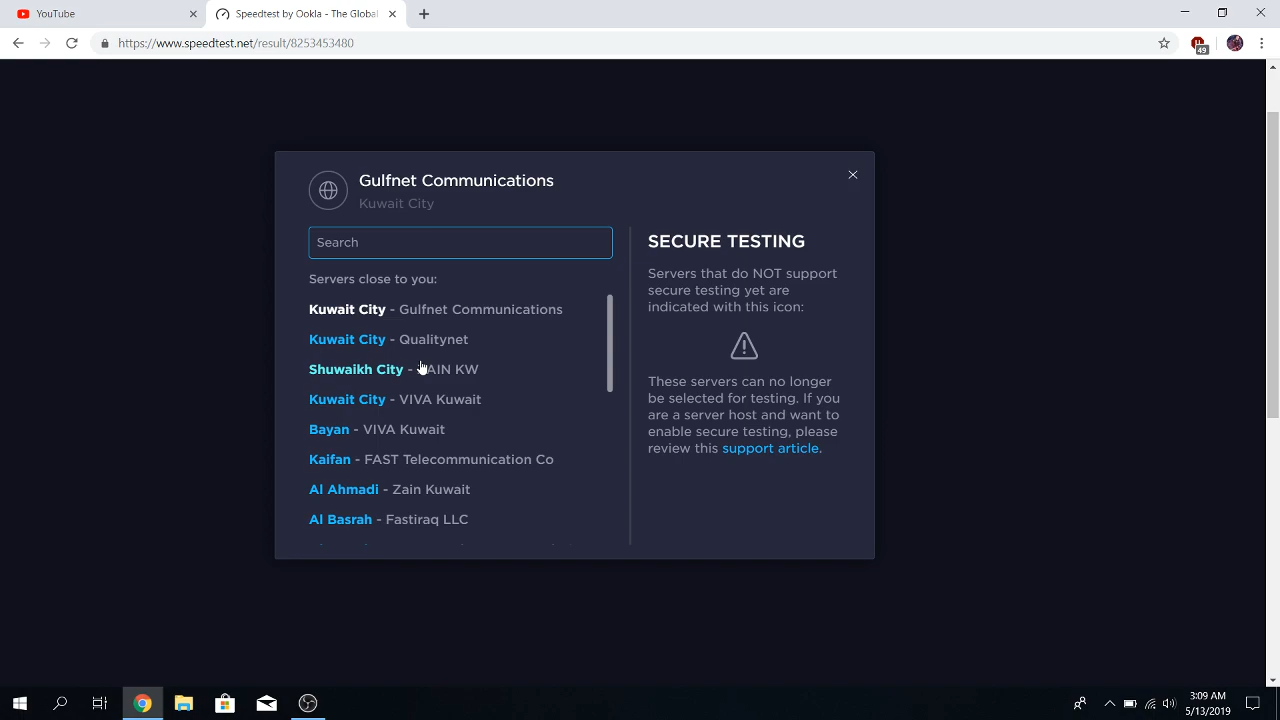 YouTube
Speedtest by Ookla - The Global
https://www.speedtest.net/result/8253453480
49
Gulfnet Communications
Kuwait City
Search
Servers close to you:
Kuwait City - Gulfnet Communications
Kuwait City - Qualitynet
Shuwaikh City - ZAIN KW
Kuwait City - VIVA Kuwait
Bayan - VIVA Kuwait
Kaifan - FAST Telecommunication Co
Al Ahmadi - Zain Kuwait
Al Basrah - Fastiraq LLC
SECURE TESTING
Servers that do NOT support
secure testing yet are
indicated with this icon:
These servers can no longer
be selected for testing. If you
are a server host and want to
enable secure testing, please
review this support article.
3:09 AM
5/13/2019